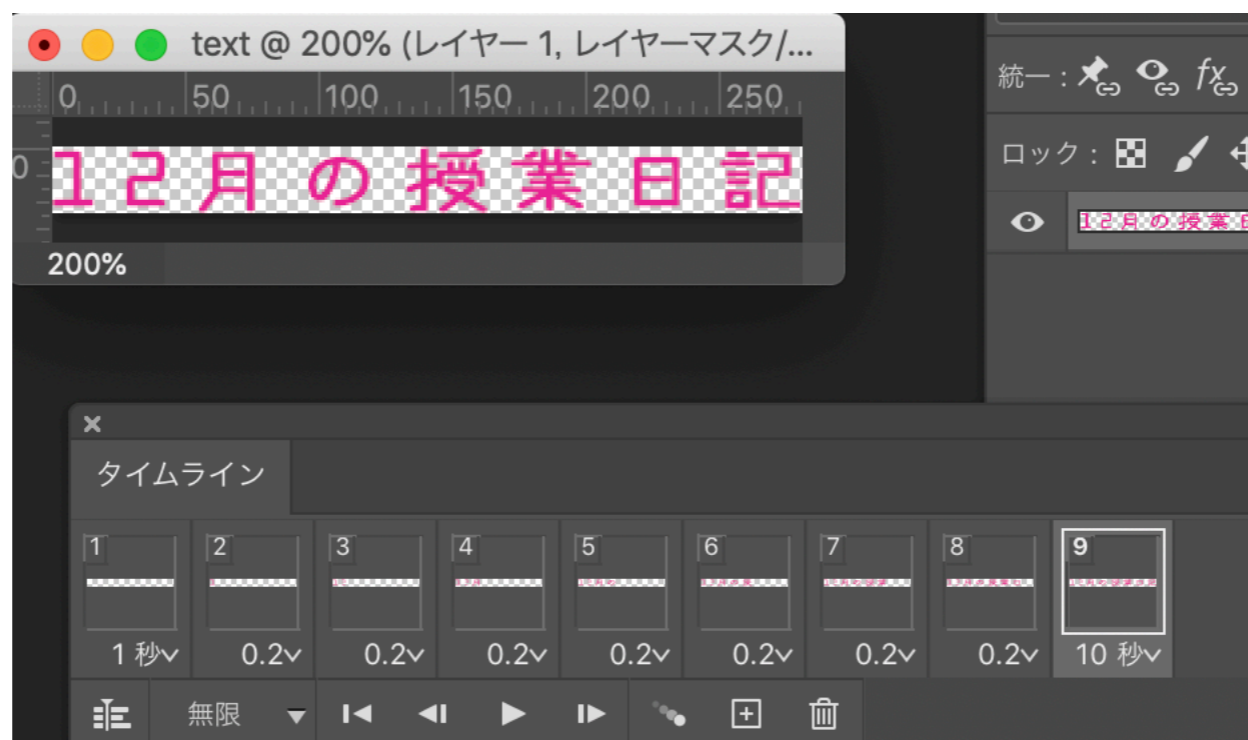 text @ 200% (レイヤー 1, レイヤーマスク/...
統一 :
0 50 100 150 200 250
ロック :
0
12月の授業日記
200%
タイムライン
1 2 3 4 5 6 7 8 9
1 秒 0.2 0.2 0.2 0.2 0.2 0.2 0.2 10 秒
無限